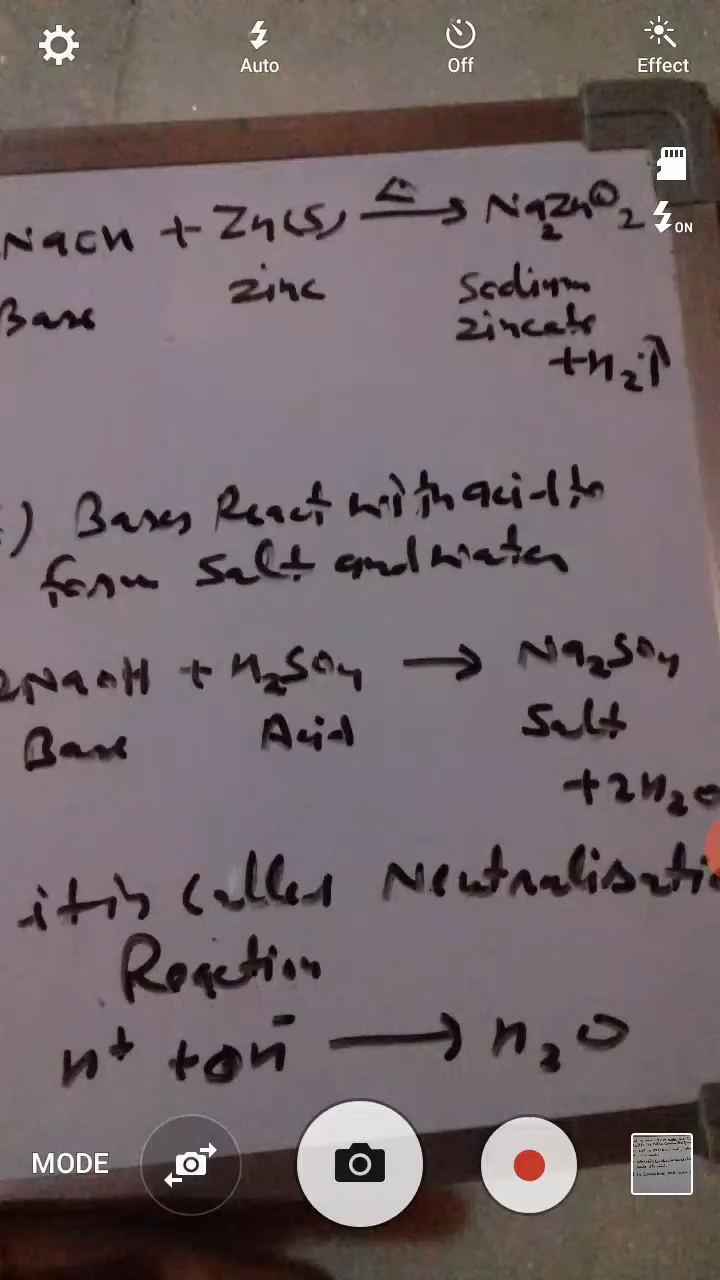 Auto
Off
Effect
NaOH + Zn(s) →Δ Na2ZnO2
ON
Base
zinc
Sodium
zincate
+H2↑
) Bases React with acid to
form Salt and water
2NaOH + H2SO4 → Na2SO4
Base
Acid
Salt
+2H2O
it is called Neutralisati
Reaction
H+ + OH- → H2O
MODE